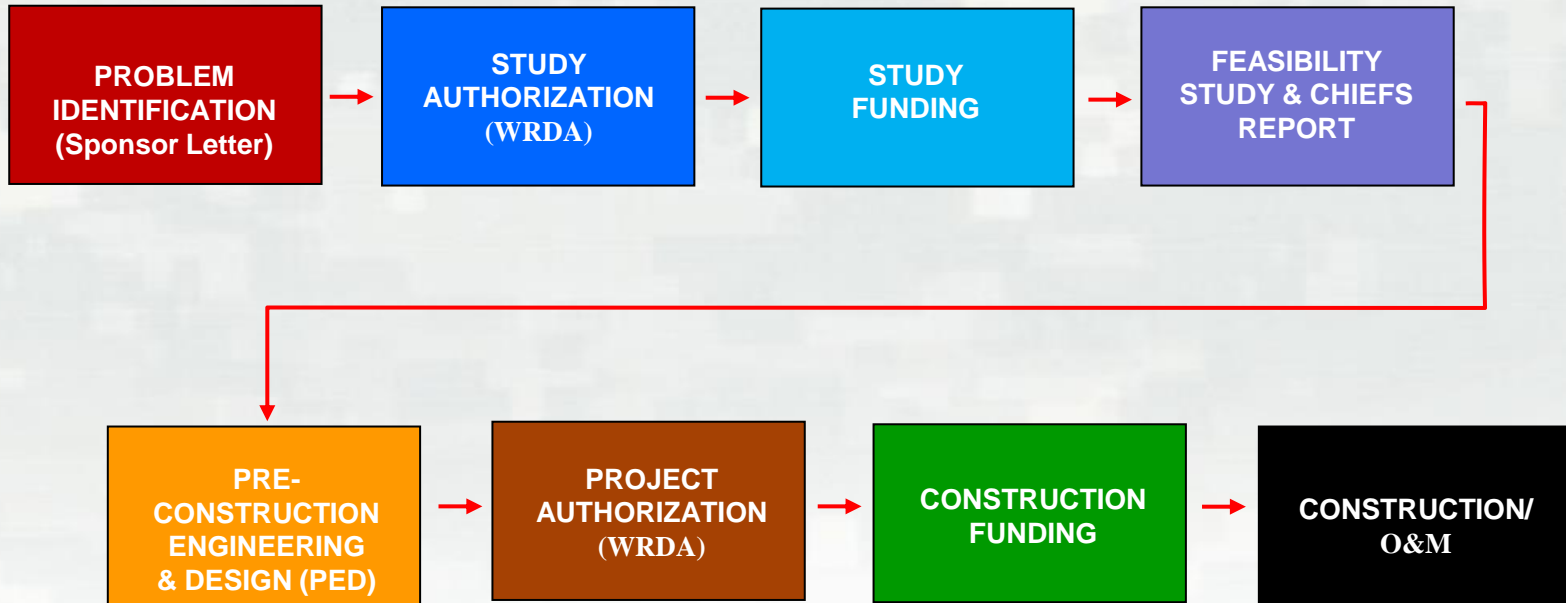 PROBLEM
IDENTIFICATION
(Sponsor Letter)
STUDY
AUTHORIZATION
(WRDA)
STUDY
FUNDING
FEASIBILITY
STUDY & CHIEFS
REPORT
PRE-
CONSTRUCTION
ENGINEERING
& DESIGN (PED)
PROJECT
AUTHORIZATION
(WRDA)
CONSTRUCTION
FUNDING
CONSTRUCTION/
O&M